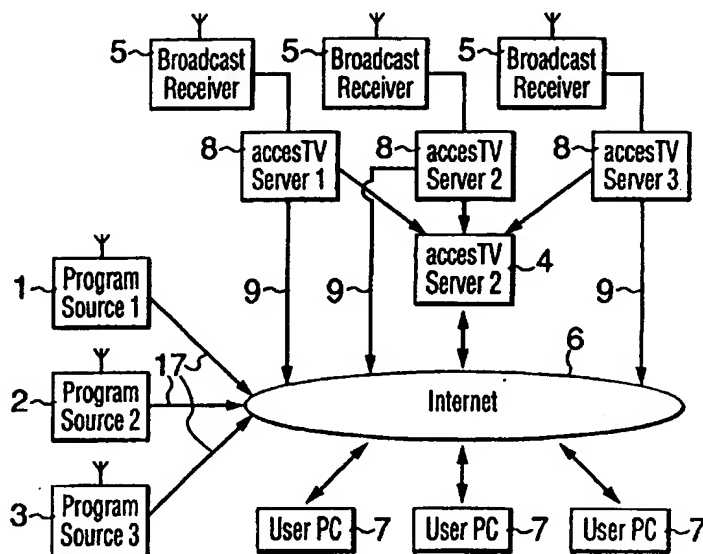 5 Broadcast Receiver
5 Broadcast Receiver
5 Broadcast Receiver
8 accesTV Server 1
8 accesTV Server 2
8 accesTV Server 3
accesTV Server 2 4
1 Program Source 1
9
9
9
17
6
2 Program Source 2
Internet
3 Program Source 3
User PC 7
User PC 7
User PC 7